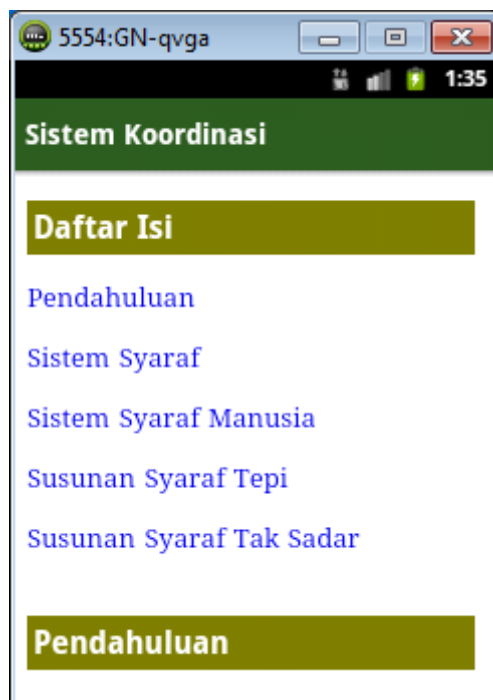 5554:GN-qvga
1:35
Sistem Koordinasi
Daftar Isi
Pendahuluan
Sistem Syaraf
Sistem Syaraf Manusia
Susunan Syaraf Tepi
Susunan Syaraf Tak Sadar
Pendahuluan